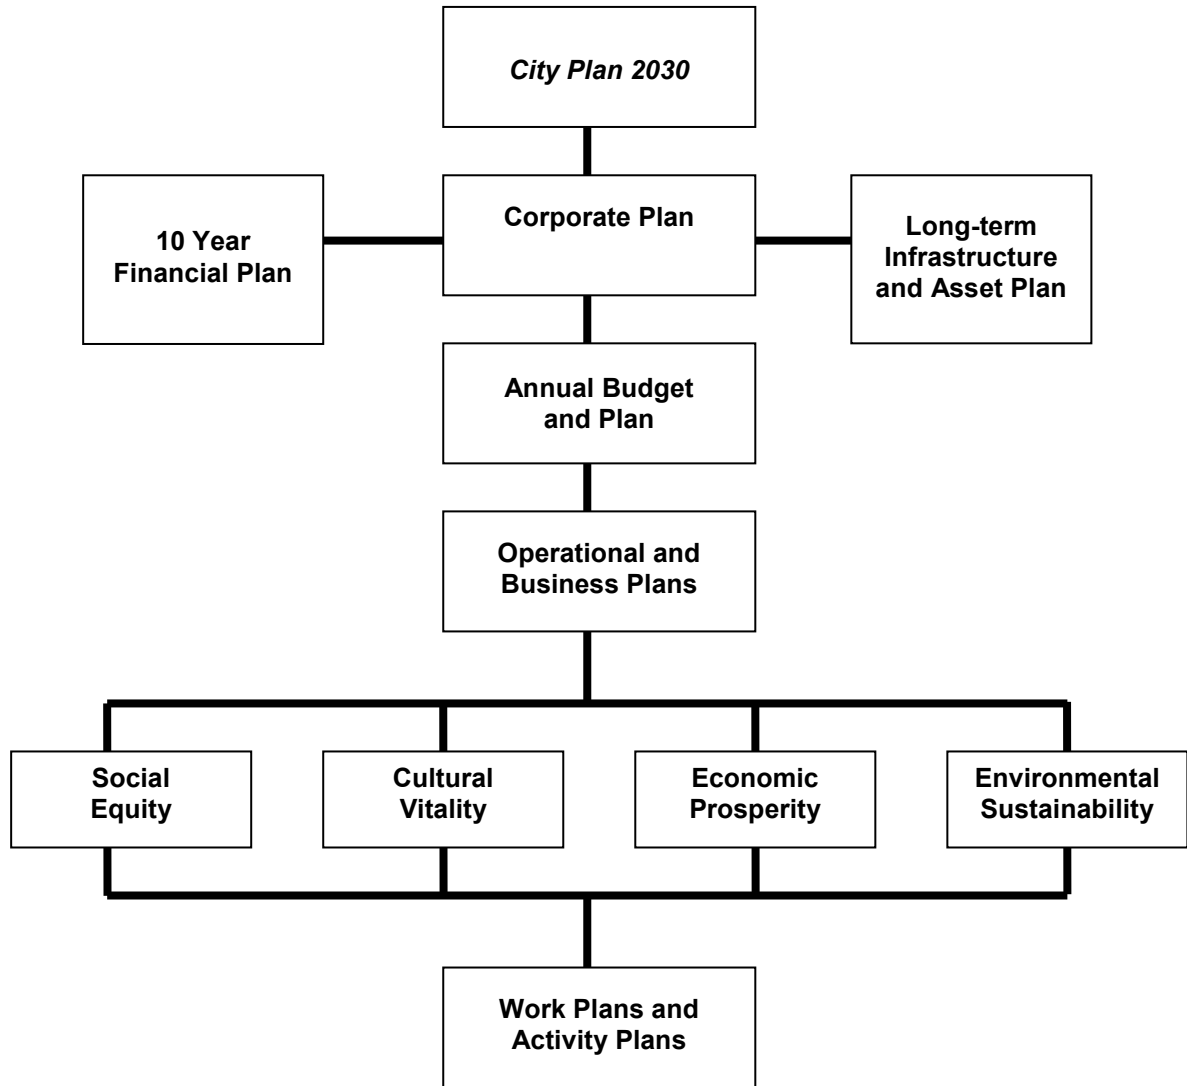 City Plan 2030
10 Year
Financial Plan
Corporate Plan
Long-term
Infrastructure
and Asset Plan
Annual Budget
and Plan
Operational and
Business Plans
Social
Equity
Cultural
Vitality
Economic
Prosperity
Environmental
Sustainability
Work Plans and
Activity Plans